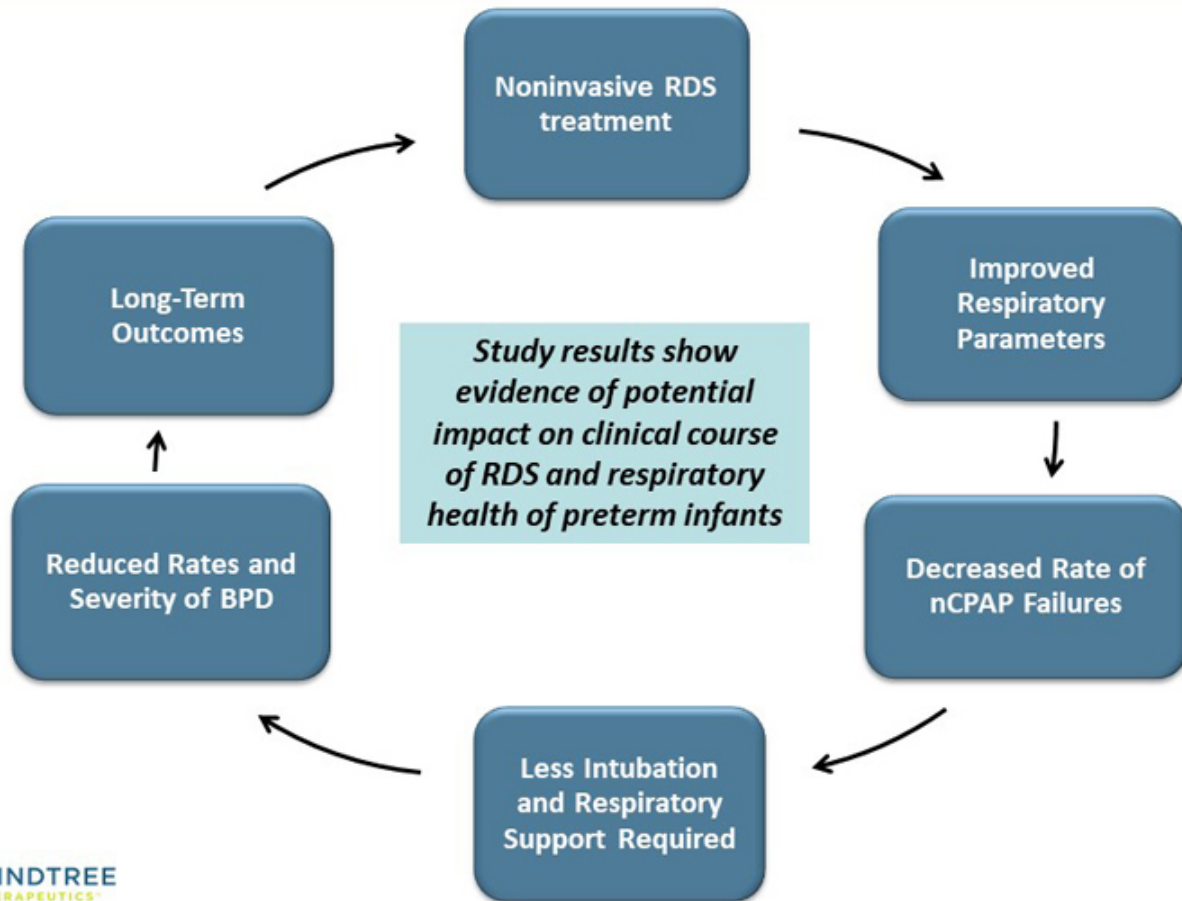 Noninvasive RDS
treatment
Improved
Respiratory
Parameters
Decreased Rate of
nCPAP Failures
Less Intubation
and Respiratory
Support Required
Reduced Rates and
Severity of BPD
Long-Term
Outcomes
Study results show
evidence of potential
impact on clinical course
of RDS and respiratory
health of preterm infants
INDTREE
ERAPEUTICS